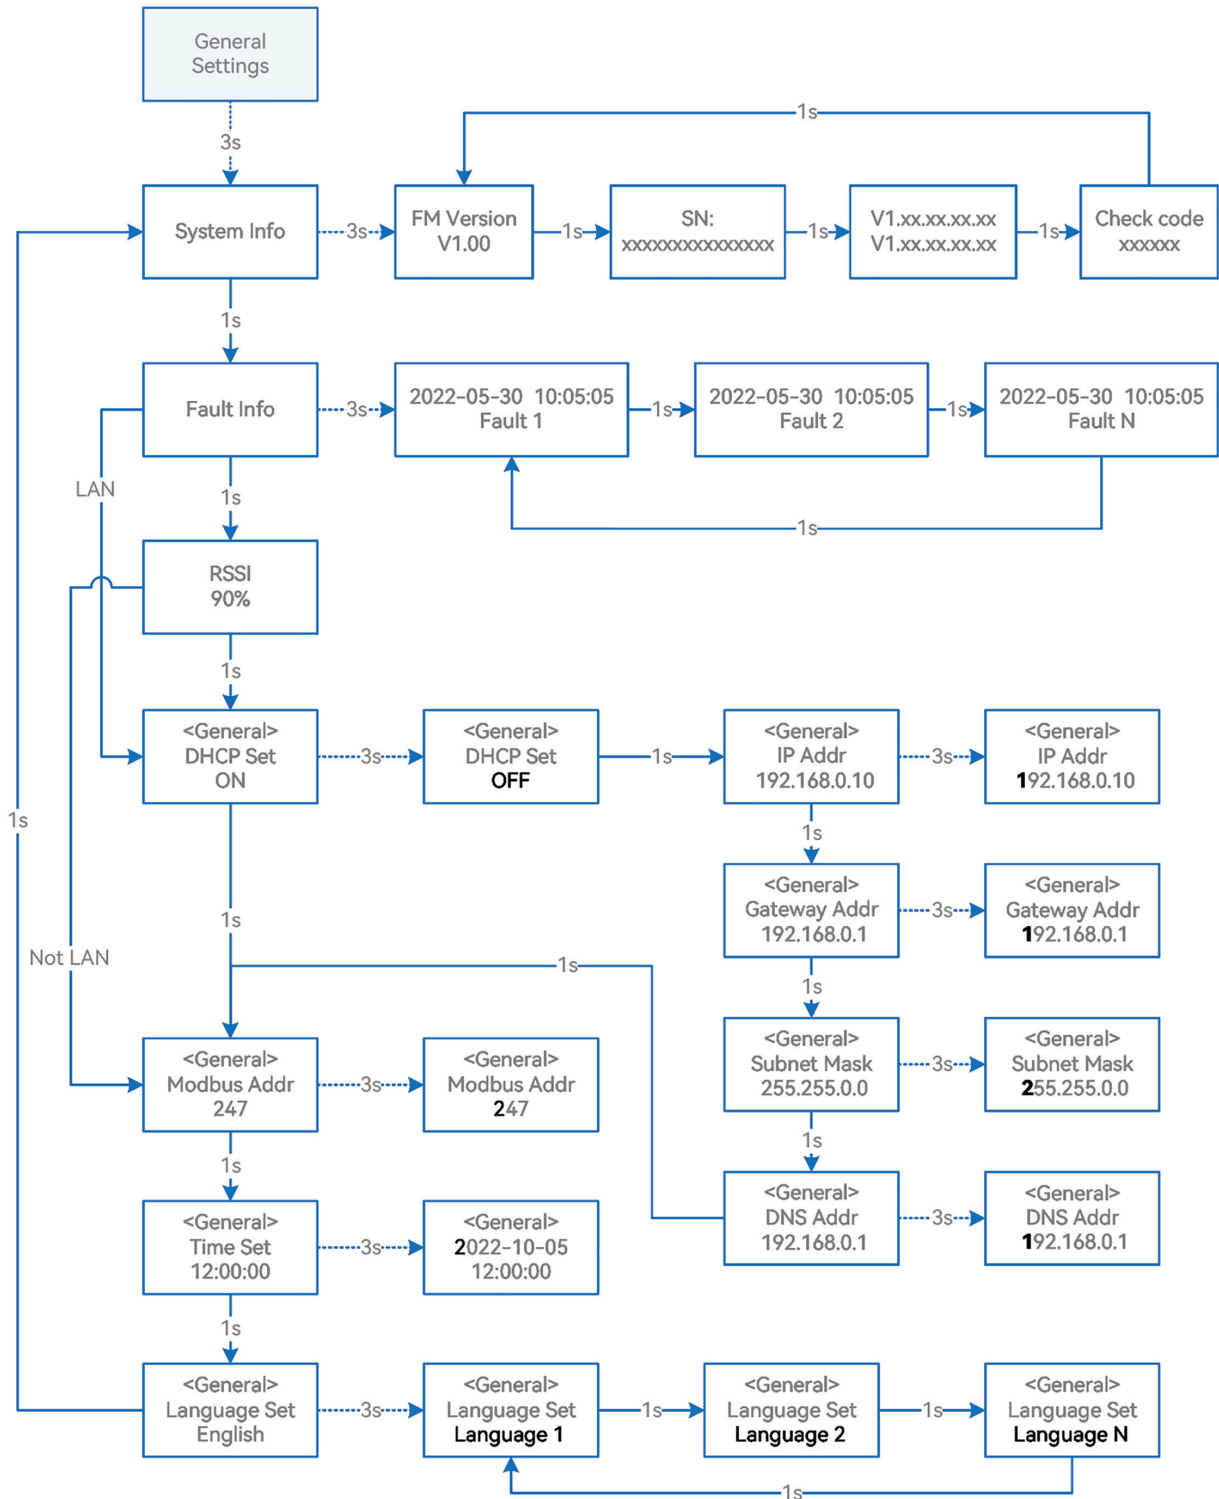 General
Settings
3s
1s
System Info
3s
FM Version
V1.00
1s
SN:
xxxxxxxxxxxxxxx
1s
V1.xx.xx.xx.xx
V1.xx.xx.xx.xx
1s
Check code
xxxxxx
1s
Fault Info
3s
2022-05-30 10:05:05
Fault 1
1s
2022-05-30 10:05:05
Fault 2
1s
2022-05-30 10:05:05
Fault N
LAN
1s
1s
RSSI
90%
1s
<General>
DHCP Set
ON
3s
<General>
DHCP Set
OFF
1s
<General>
IP Addr
192.168.0.10
3s
<General>
IP Addr
192.168.0.10
1s
1s
<General>
Gateway Addr
192.168.0.1
3s
<General>
Gateway Addr
192.168.0.1
1s
Not LAN
1s
1s
<General>
Modbus Addr
247
3s
<General>
Modbus Addr
247
<General>
Subnet Mask
255.255.0.0
3s
<General>
Subnet Mask
255.255.0.0
1s
1s
<General>
Time Set
12:00:00
3s
<General>
2022-10-05
12:00:00
<General>
DNS Addr
192.168.0.1
3s
<General>
DNS Addr
192.168.0.1
1s
<General>
Language Set
English
3s
<General>
Language Set
Language 1
1s
<General>
Language Set
Language 2
1s
<General>
Language Set
Language N
1s